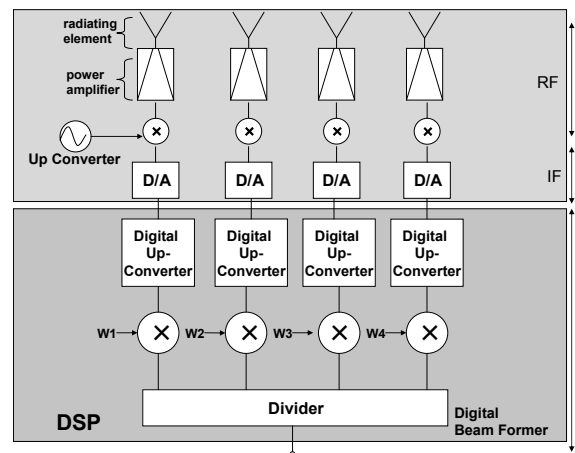 radiating
element
power
amplifier
RF
Up Converter
D/A
D/A
D/A
D/A
IF
Digital
Up-
Converter
Digital
Up-
Converter
Digital
Up-
Converter
Digital
Up-
Converter
W1
W2
W3
W4
Divider
DSP
Digital
Beam Former